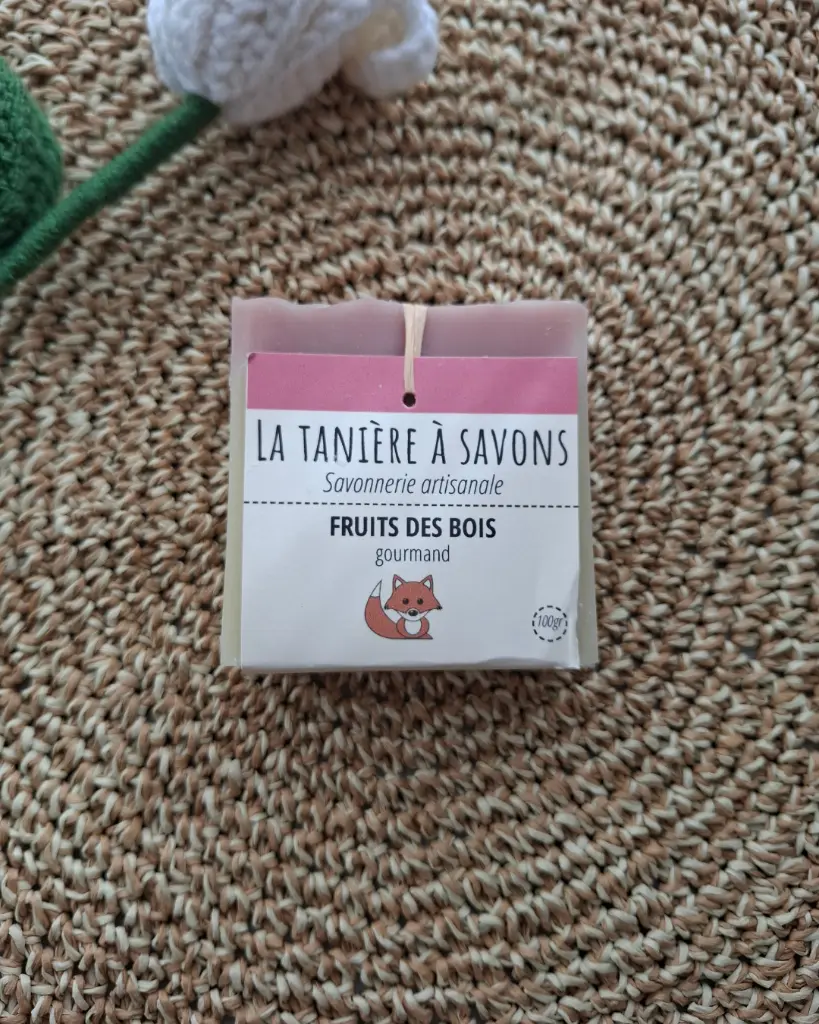 LA TANIÈRE À SAVONS
Savonnerie artisanale
FRUITS DES BOIS
gourmand
100gr